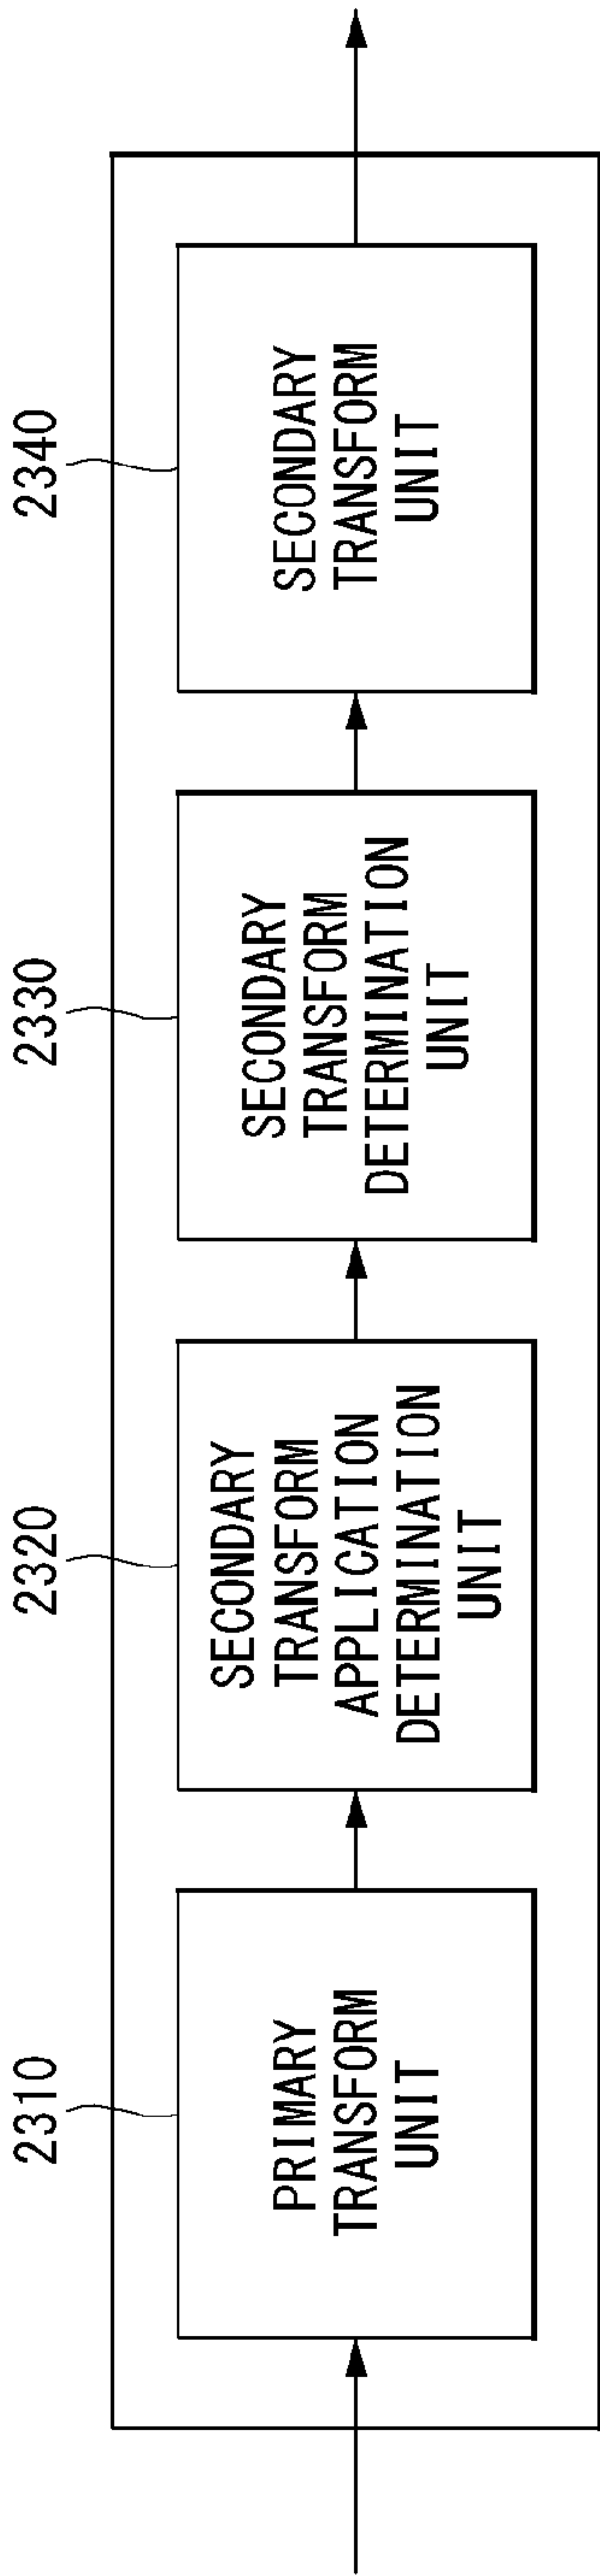 2310
PRIMARY
TRANSFORM
UNIT
2320
SECONDARY
TRANSFORM
APPLICATION
DETERMINATION
UNIT
2330
SECONDARY
TRANSFORM
DETERMINATION
UNIT
2340
SECONDARY
TRANSFORM
UNIT